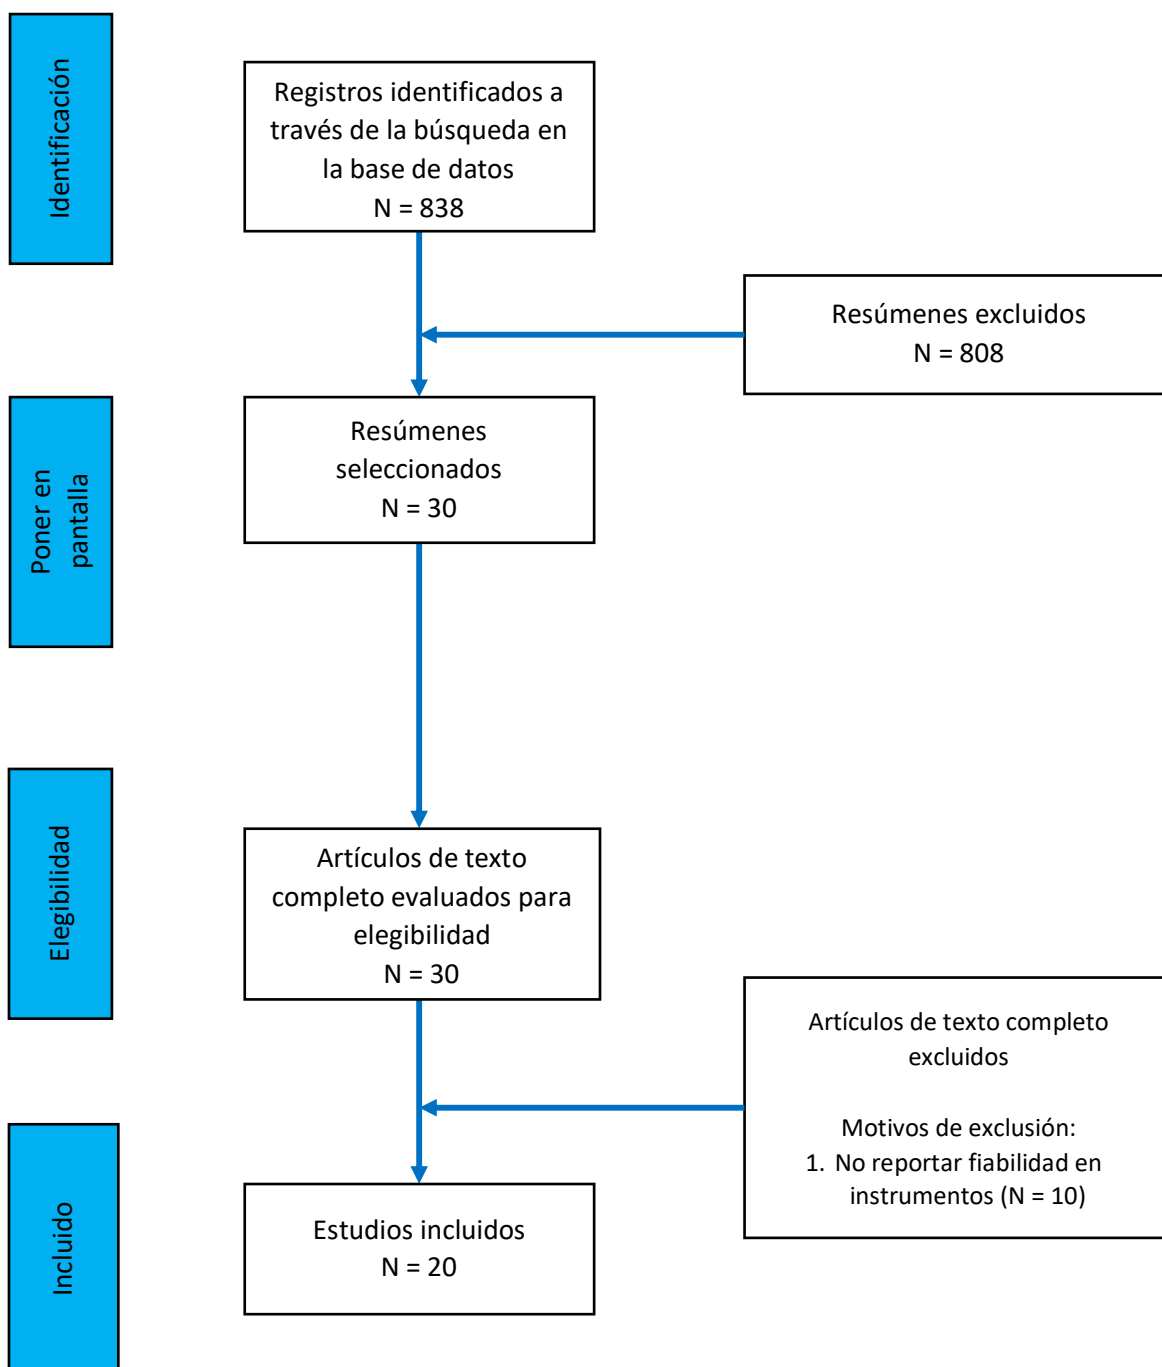 Identificación
Registros identificados a
través de la búsqueda en
la base de datos
N = 838
Resúmenes excluidos
N = 808
Poner en
pantalla
Resúmenes
seleccionados
N = 30
Elegibilidad
Artículos de texto
completo evaluados para
elegibilidad
N = 30
Artículos de texto completo
excluidos
Motivos de exclusión:
1. No reportar fiabilidad en
instrumentos (N = 10)
Incluido
Estudios incluidos
N = 20